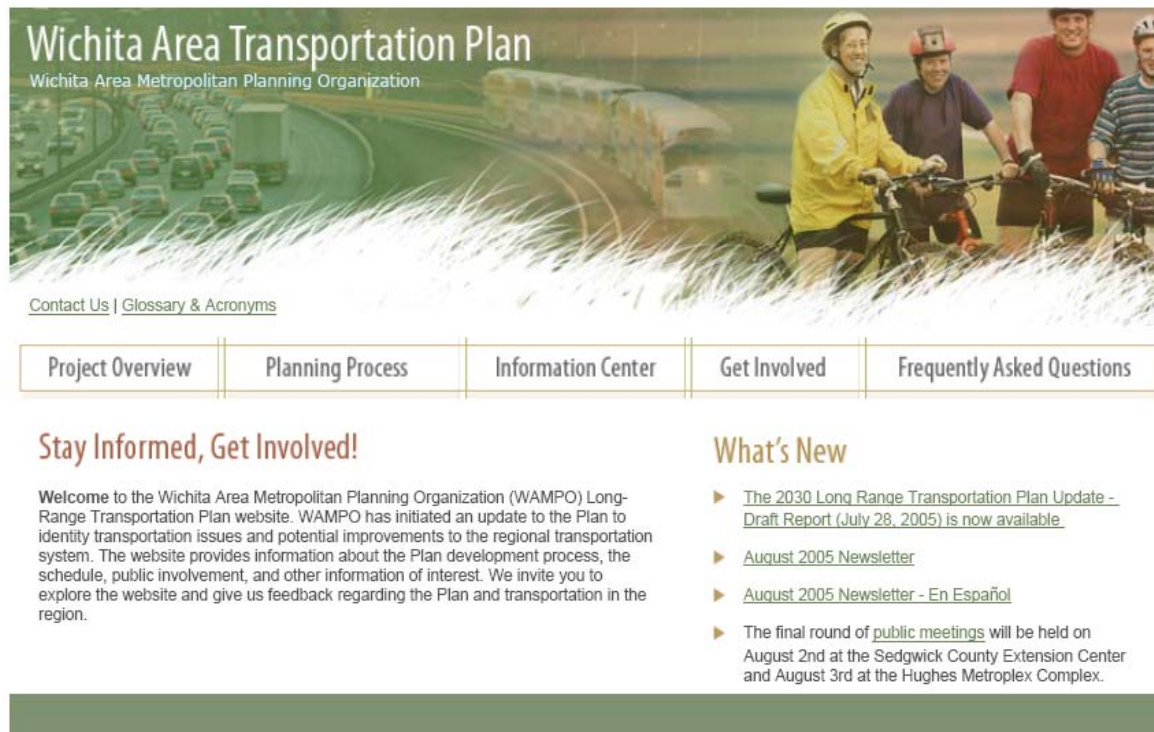 Wichita Area Transportation Plan
Wichita Area Metropolitan Planning Organization
Contact Us | Glossary & Acronyms
Project Overview
Planning Process
Information Center
Get Involved
Frequently Asked Questions
Stay Informed, Get Involved!
Welcome to the Wichita Area Metropolitan Planning Organization (WAMPO) Long-
Range Transportation Plan website. WAMPO has initiated an update to the Plan to
identity transportation issues and potential improvements to the regional transportation
system. The website provides information about the Plan development process, the
schedule, public involvement, and other information of interest. We invite you to
explore the website and give us feedback regarding the Plan and transportation in the
region.
What's New
The 2030 Long Range Transportation Plan Update -
Draft Report (July 28, 2005) is now available
August 2005 Newsletter
August 2005 Newsletter - En Español
The final round of public meetings will be held on
August 2nd at the Sedgwick County Extension Center
and August 3rd at the Hughes Metroplex Complex.